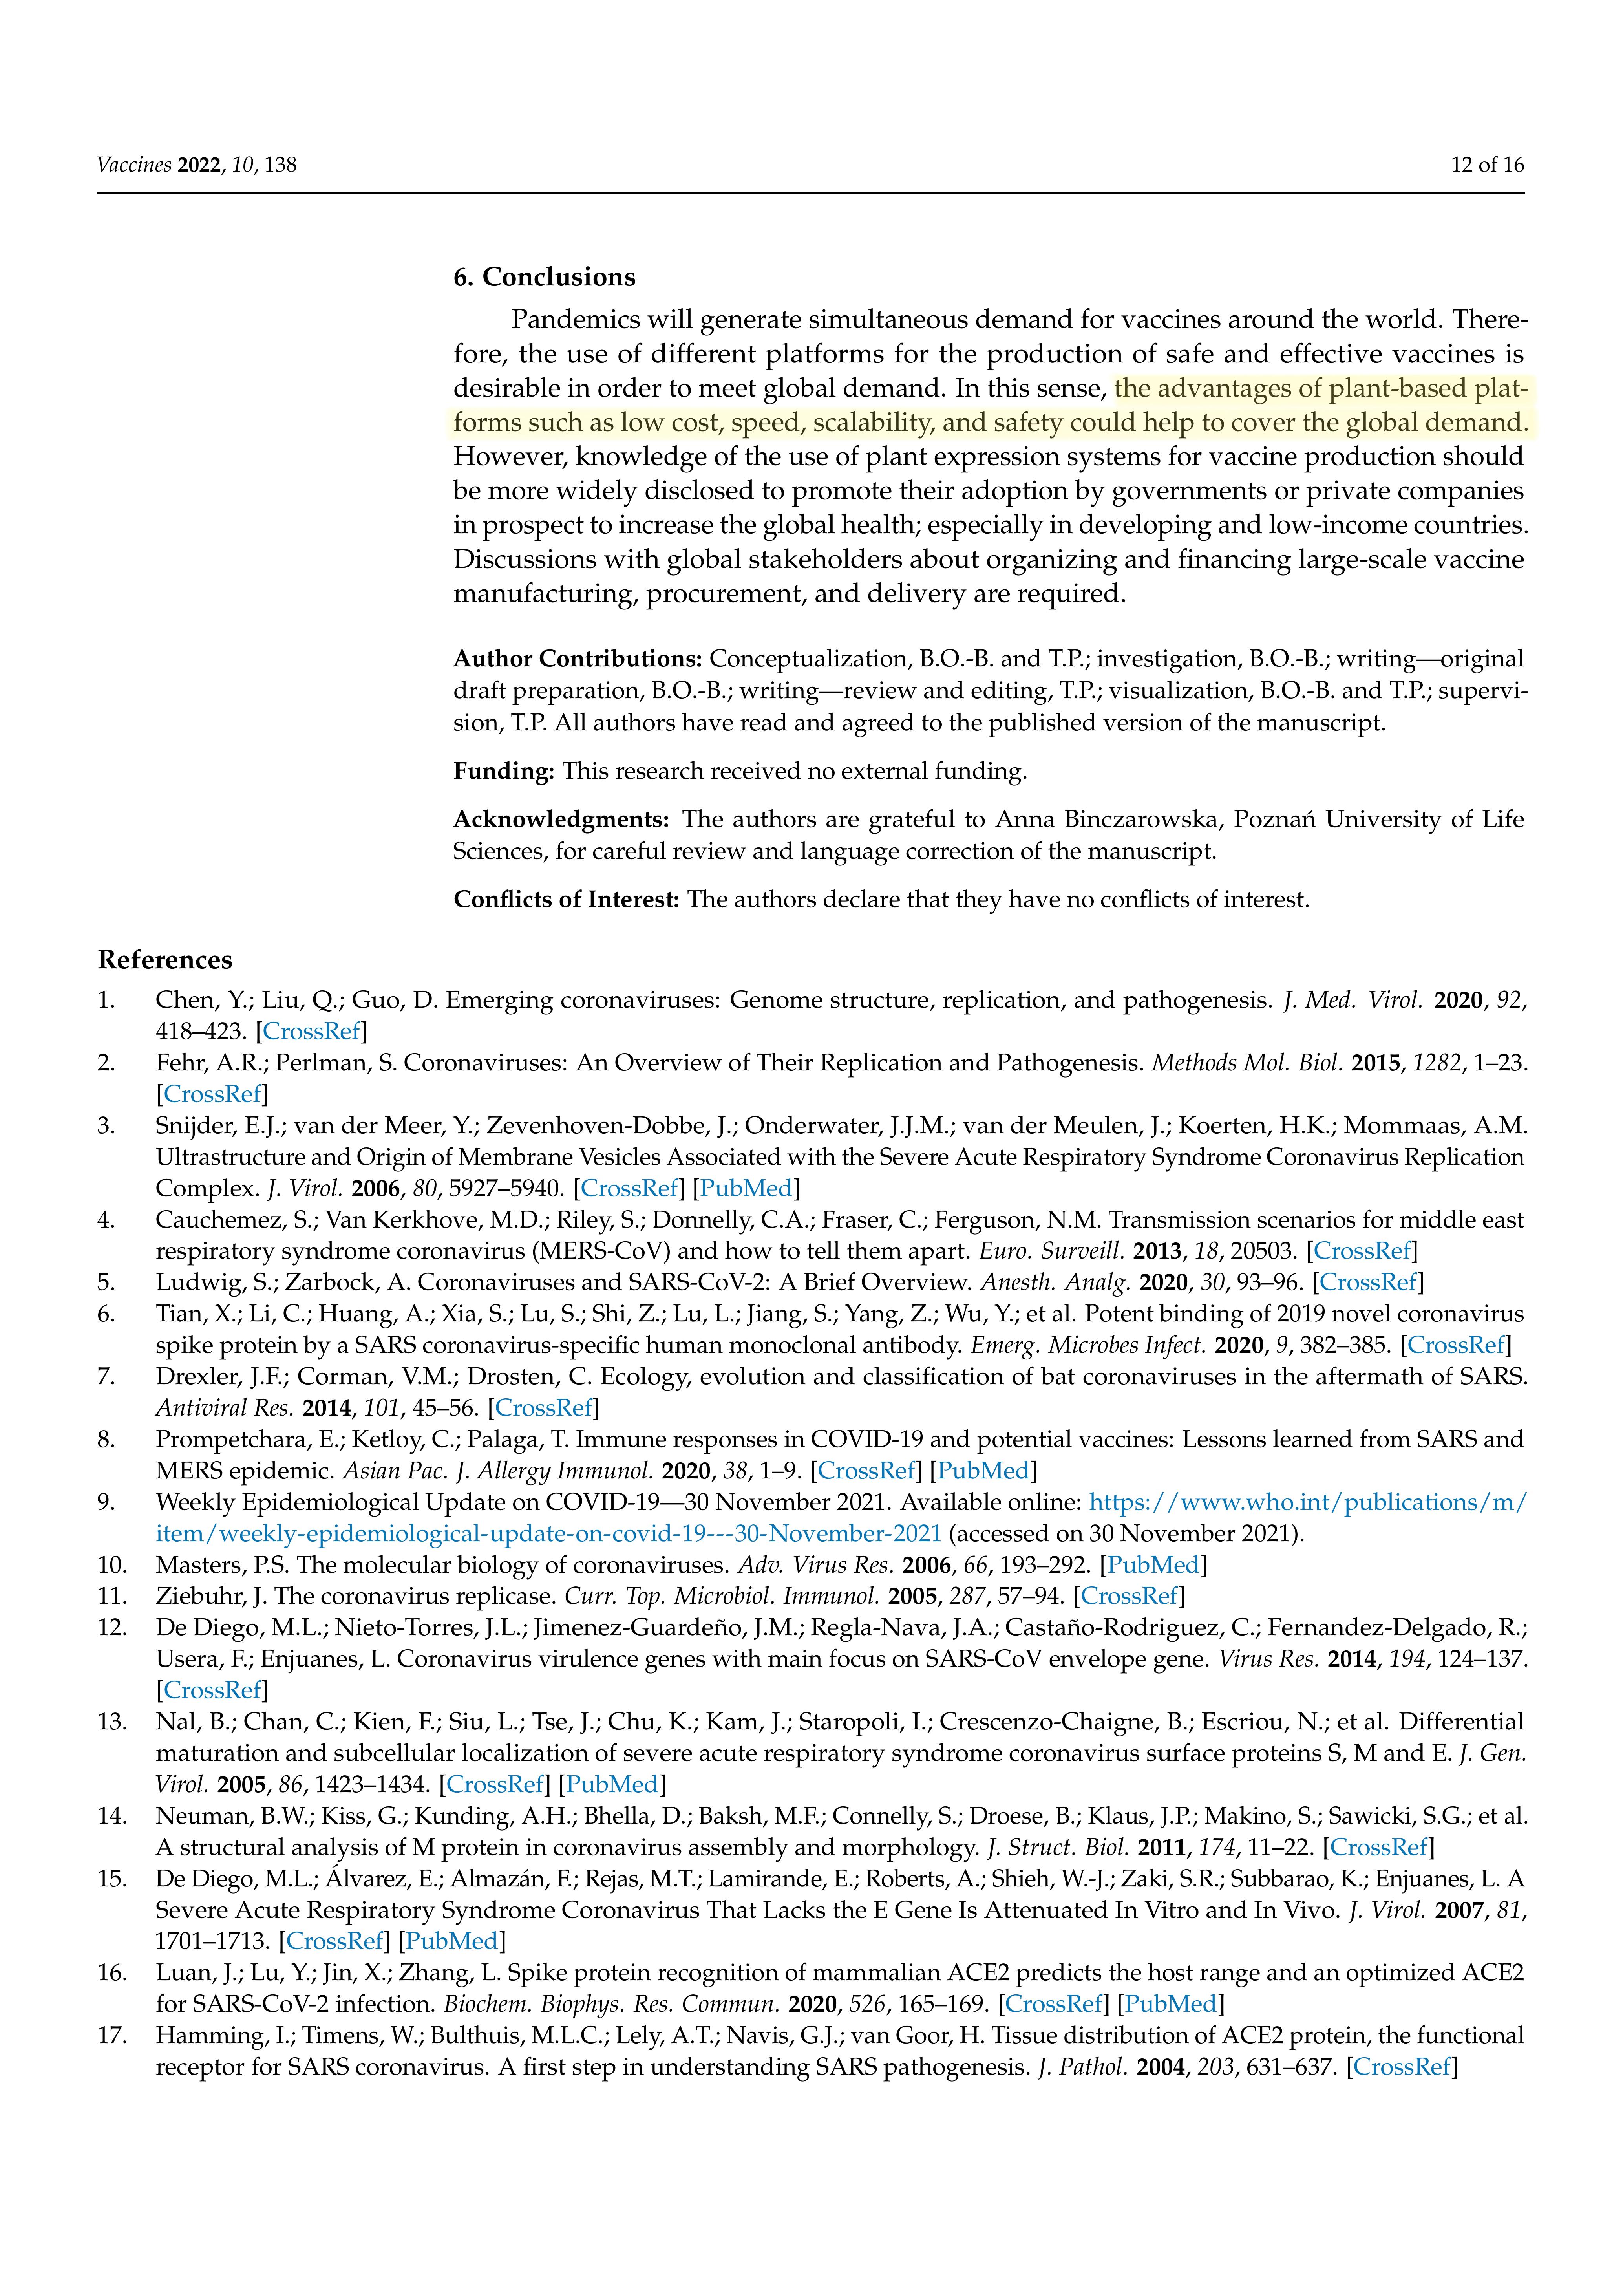 Vaccines 2022, 10, 138
12 of 16
6. Conclusions
Pandemics will generate simultaneous demand for vaccines around the world. There-
fore, the use of different platforms for the production of safe and effective vaccines is
desirable in order to meet global demand. In this sense, the advantages of plant-based plat-
forms such as low cost, speed, scalability, and safety could help to cover the global demand.
However, knowledge of the use of plant expression systems for vaccine production should
be more widely disclosed to promote their adoption by governments or private companies
in prospect to increase the global health; especially in developing and low-income countries.
Discussions with global stakeholders about organizing and financing large-scale vaccine
manufacturing, procurement, and delivery are required.
Author Contributions: Conceptualization, B.O.-B. and T.P.; investigation, B.O.-B.; writing—original
draft preparation, B.O.-B.; writing—review and editing, T.P.; visualization, B.O.-B. and T.P.; supervi-
sion, T.P. All authors have read and agreed to the published version of the manuscript.
Funding: This research received no external funding.
Acknowledgments: The authors are grateful to Anna Binczarowska, Poznań University of Life
Sciences, for careful review and language correction of the manuscript.
Conflicts of Interest: The authors declare that they have no conflicts of interest.
References
1. Chen, Y.; Liu, Q.; Guo, D. Emerging coronaviruses: Genome structure, replication, and pathogenesis. J. Med. Virol. 2020, 92,
418–423. [CrossRef]
2. Fehr, A.R.; Perlman, S. Coronaviruses: An Overview of Their Replication and Pathogenesis. Methods Mol. Biol. 2015, 1282, 1–23.
[CrossRef]
3. Snijder, E.J.; van der Meer, Y.; Zevenhoven-Dobbe, J.; Onderwater, J.J.M.; van der Meulen, J.; Koerten, H.K.; Mommaas, A.M.
Ultrastructure and Origin of Membrane Vesicles Associated with the Severe Acute Respiratory Syndrome Coronavirus Replication
Complex. J. Virol. 2006, 80, 5927–5940. [CrossRef] [PubMed]
4. Cauchemez, S.; Van Kerkhove, M.D.; Riley, S.; Donnelly, C.A.; Fraser, C.; Ferguson, N.M. Transmission scenarios for middle east
respiratory syndrome coronavirus (MERS-CoV) and how to tell them apart. Euro. Surveill. 2013, 18, 20503. [CrossRef]
5. Ludwig, S.; Zarbock, A. Coronaviruses and SARS-CoV-2: A Brief Overview. Anesth. Analg. 2020, 30, 93–96. [CrossRef]
6. Tian, X.; Li, C.; Huang, A.; Xia, S.; Lu, S.; Shi, Z.; Lu, L.; Jiang, S.; Yang, Z.; Wu, Y.; et al. Potent binding of 2019 novel coronavirus
spike protein by a SARS coronavirus-specific human monoclonal antibody. Emerg. Microbes Infect. 2020, 9, 382–385. [CrossRef]
7. Drexler, J.F.; Corman, V.M.; Drosten, C. Ecology, evolution and classification of bat coronaviruses in the aftermath of SARS.
Antiviral Res. 2014, 101, 45–56. [CrossRef]
8. Prompetchara, E.; Ketloy, C.; Palaga, T. Immune responses in COVID-19 and potential vaccines: Lessons learned from SARS and
MERS epidemic. Asian Pac. J. Allergy Immunol. 2020, 38, 1–9. [CrossRef] [PubMed]
9. Weekly Epidemiological Update on COVID-19—30 November 2021. Available online: https://www.who.int/publications/m/
item/weekly-epidemiological-update-on-covid-19---30-November-2021 (accessed on 30 November 2021).
10. Masters, P.S. The molecular biology of coronaviruses. Adv. Virus Res. 2006, 66, 193–292. [PubMed]
11. Ziebuhr, J. The coronavirus replicase. Curr. Top. Microbiol. Immunol. 2005, 287, 57–94. [CrossRef]
12. De Diego, M.L.; Nieto-Torres, J.L.; Jimenez-Guardeño, J.M.; Regla-Nava, J.A.; Castaño-Rodriguez, C.; Fernandez-Delgado, R.;
Usera, F.; Enjuanes, L. Coronavirus virulence genes with main focus on SARS-CoV envelope gene. Virus Res. 2014, 194, 124–137.
[CrossRef]
13. Nal, B.; Chan, C.; Kien, F.; Siu, L.; Tse, J.; Chu, K.; Kam, J.; Staropoli, I.; Crescenzo-Chaigne, B.; Escriou, N.; et al. Differential
maturation and subcellular localization of severe acute respiratory syndrome coronavirus surface proteins S, M and E. J. Gen.
Virol. 2005, 86, 1423–1434. [CrossRef] [PubMed]
14. Neuman, B.W.; Kiss, G.; Kunding, A.H.; Bhella, D.; Baksh, M.F.; Connelly, S.; Droese, B.; Klaus, J.P.; Makino, S.; Sawicki, S.G.; et al.
A structural analysis of M protein in coronavirus assembly and morphology. J. Struct. Biol. 2011, 174, 11–22. [CrossRef]
15. De Diego, M.L.; Álvarez, E.; Almazán, F.; Rejas, M.T.; Lamirande, E.; Roberts, A.; Shieh, W.-J.; Zaki, S.R.; Subbarao, K.; Enjuanes, L. A
Severe Acute Respiratory Syndrome Coronavirus That Lacks the E Gene Is Attenuated In Vitro and In Vivo. J. Virol. 2007, 81,
1701–1713. [CrossRef] [PubMed]
16. Luan, J.; Lu, Y.; Jin, X.; Zhang, L. Spike protein recognition of mammalian ACE2 predicts the host range and an optimized ACE2
for SARS-CoV-2 infection. Biochem. Biophys. Res. Commun. 2020, 526, 165–169. [CrossRef] [PubMed]
17. Hamming, I.; Timens, W.; Bulthuis, M.L.C.; Lely, A.T.; Navis, G.J.; van Goor, H. Tissue distribution of ACE2 protein, the functional
receptor for SARS coronavirus. A first step in understanding SARS pathogenesis. J. Pathol. 2004, 203, 631–637. [CrossRef]